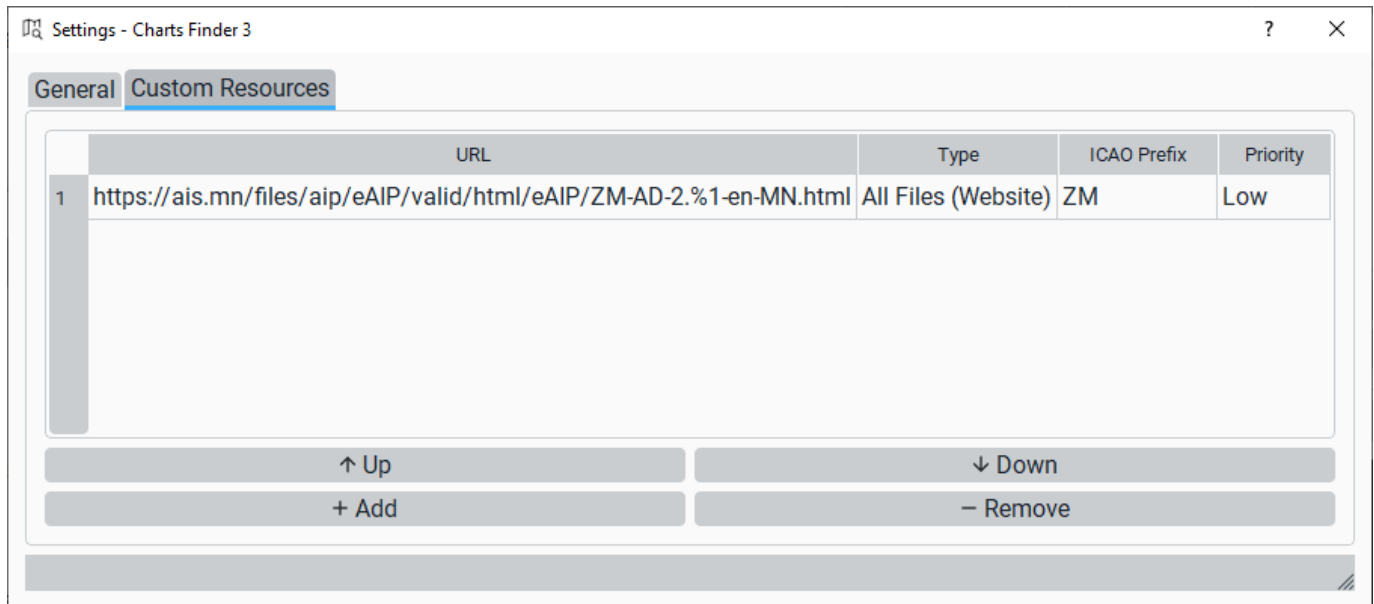 Settings - Charts Finder 3 ?
General Custom Resources
URL Type ICAO Prefix Priority
1 https://ais.mn/files/aip/eAIP/valid/html/eAIP/ZM-AD-2.%1-en-MN.html All Files (Website) ZM Low
↑ Up ↓ Down
+ Add − Remove